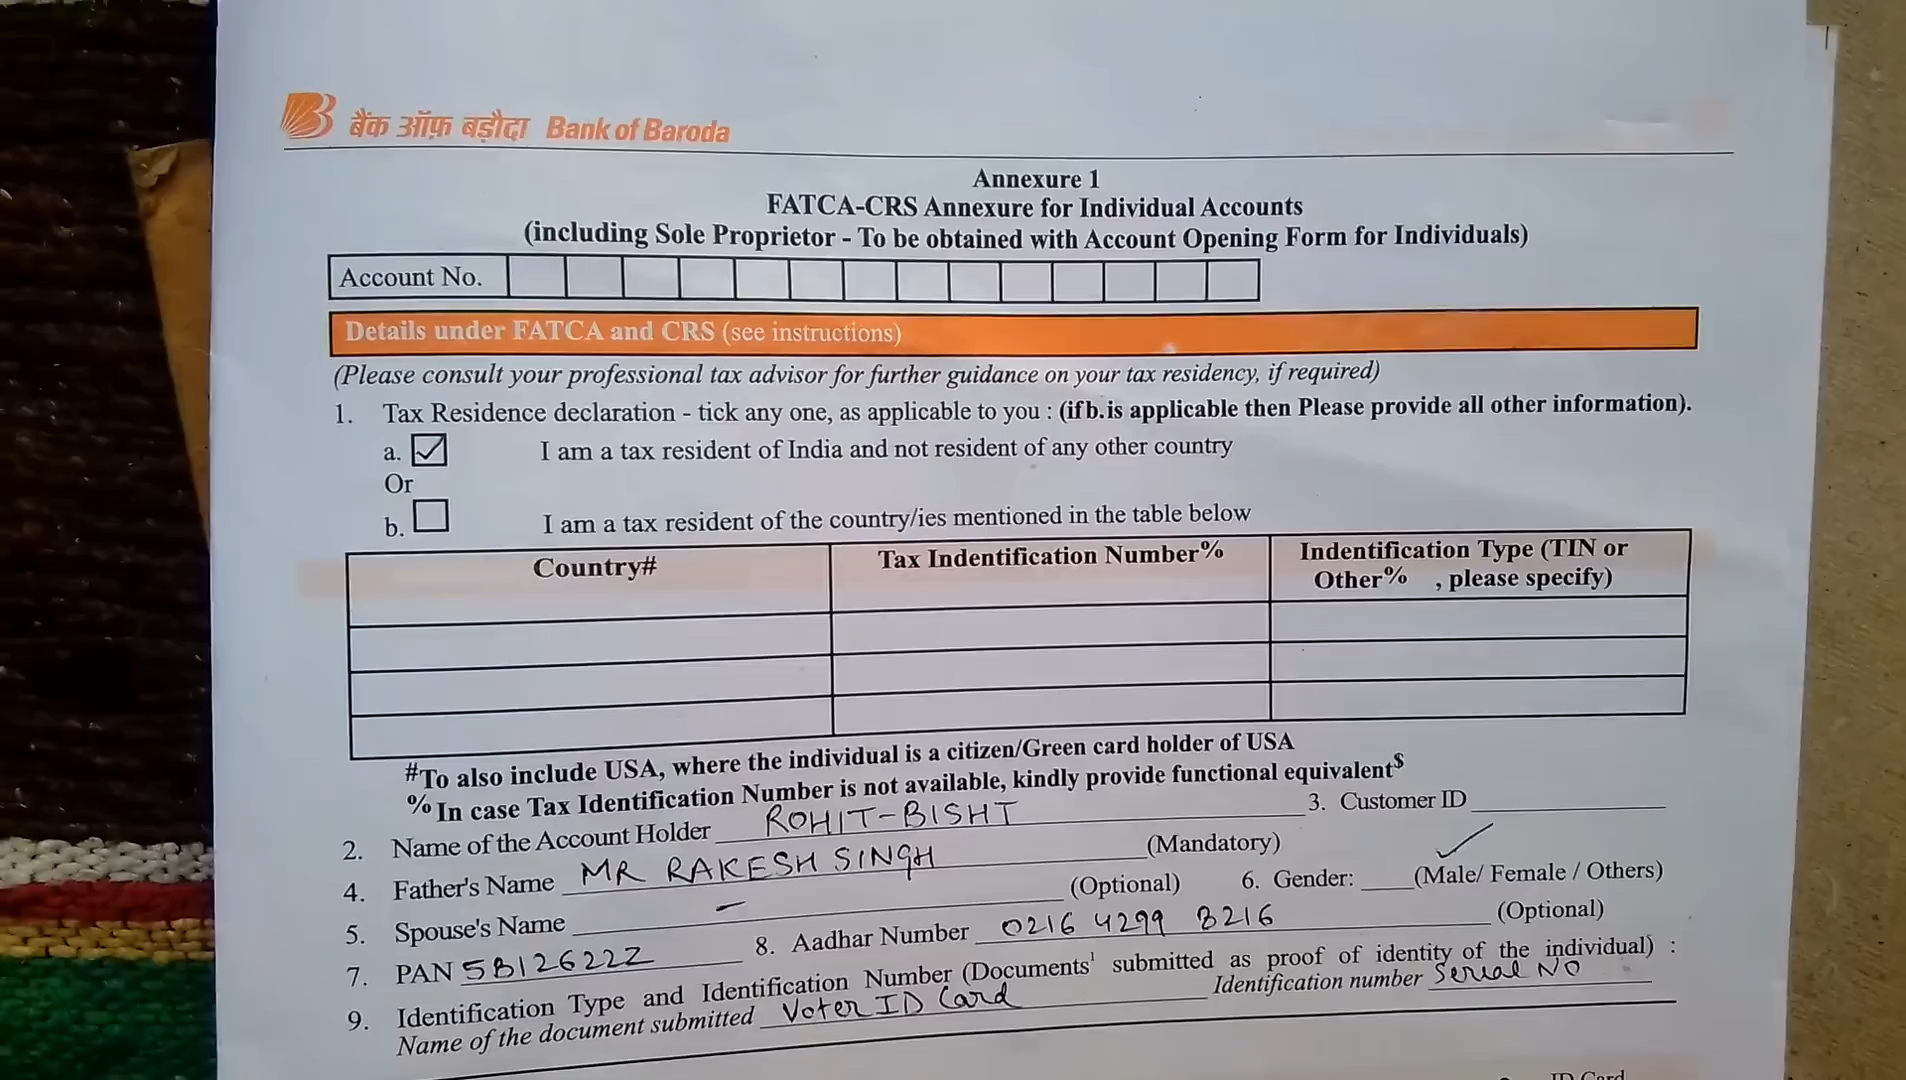 बैंक ऑफ़ बड़ौदा Bank of Baroda
Annexure 1
FATCA-CRS Annexure for Individual Accounts
(including Sole Proprietor - To be obtained with Account Opening Form for Individuals)
Account No.
Details under FATCA and CRS (see instructions)
(Please consult your professional tax advisor for further guidance on your tax residency, if required)
1. Tax Residence declaration - tick any one, as applicable to you : (if b. is applicable then Please provide all other information).
a. I am a tax resident of India and not resident of any other country
Or
b. I am a tax resident of the country/ies mentioned in the table below
Country# Tax Indentification Number% Indentification Type (TIN or
Other% , please specify)
#To also include USA, where the individual is a citizen/Green card holder of USA
% In case Tax Identification Number is not available, kindly provide functional equivalent$
2. Name of the Account Holder ROHIT-BISHT 3. Customer ID
4. Father's Name MR RAKESH SINGH (Mandatory)
5. Spouse's Name - (Optional) 6. Gender: (Male/ Female / Others)
7. PAN 5B12622Z 8. Aadhar Number 0216 4299 3216 (Optional)
9. Identification Type and Identification Number (Documents1 submitted as proof of identity of the individual) :
Name of the document submitted Voter ID Card Identification number Serial No
ID Card